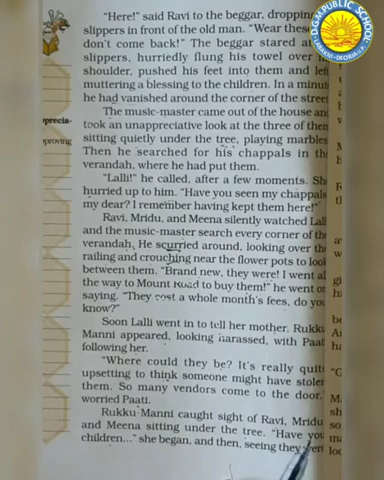 "Here!" said Ravi to the beggar, dropping
slippers in front of the old man. "Wear these
don't come back!" The beggar stared at
slippers, hurriedly flung his towel over
shoulder, pushed his feet into them and left
muttering a blessing to the children. In a minute
he had vanished around the corner of the street
The music-master came out of the house and
took an unappreciative look at the three of them
sitting quietly under the tree, playing marbles
Then he searched for his chappals in the
verandah, where he had put them.
"Lalli!" he called, after a few moments. She
hurried up to him. "Have you seen my chappals
my dear? I remember having kept them here!"
Ravi, Mridu, and Meena silently watched Lalli
and the music-master search every corner of the
verandah. He scurried around, looking over the
railing and crouching near the flower pots to look
between them. "Brand new, they were! I went all
the way to Mount Road to buy them!" he went on
saying. "They cost a whole month's fees, do you
know?"
Soon Lalli went in to tell her mother. Rukku
Manni appeared, looking harassed, with Paati
following her.
"Where could they be? It's really quite
upsetting to think someone might have stolen
them. So many vendors come to the door."
worried Paati.
Rukku Manni caught sight of Ravi, Mridu
and Meena sitting under the tree. "Have you
children..." she began, and then, seeing they were
precia-
proving
D.G.M. PUBLIC SCHOOL